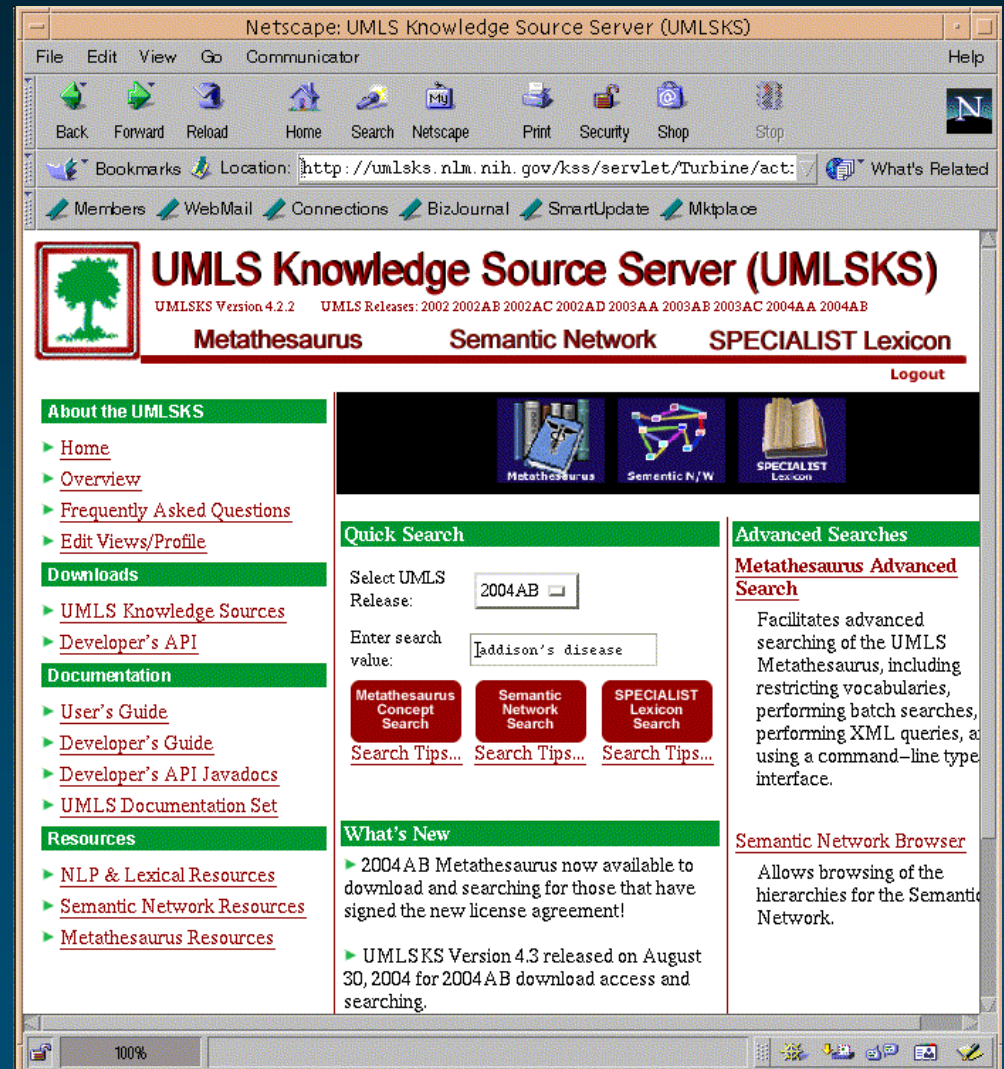 Netscape: UMLS Knowledge Source Server (UMLSKS)
File Edit View Go Communicator Help
Back Forward Reload Home Search Netscape Print Security Shop Stop
My
N
Bookmarks Location: http://umlsks.nlm.nih.gov/kss/servlet/Turbine/act: What's Related
Members WebMail Connections BizJournal SmartUpdate Mktplace
UMLS Knowledge Source Server (UMLSKS)
UMLSKS Version 4.2.2 UMLS Releases: 2002 2002AB 2002AC 2002AD 2003AA 2003AB 2003AC 2004AA 2004AB
Metathesaurus Semantic Network SPECIALIST Lexicon
Logout
About the UMLSKS
Home
Overview
Frequently Asked Questions
Edit Views/Profile
Downloads
UMLS Knowledge Sources
Developer's API
Documentation
User's Guide
Developer's Guide
Developer's API Javadocs
UMLS Documentation Set
Resources
NLP & Lexical Resources
Semantic Network Resources
Metathesaurus Resources
Metathesaurus
Semantic N/W
SPECIALIST
Lexicon
Quick Search
Select UMLS
Release:
2004AB
Enter search
value:
addison's disease
Metathesaurus
Concept
Search
Semantic
Network
Search
SPECIALIST
Lexicon
Search
Search Tips... Search Tips... Search Tips...
What's New
2004AB Metathesaurus now available to
download and searching for those that have
signed the new license agreement!
UMLSKS Version 4.3 released on August
30, 2004 for 2004AB download access and
searching.
Advanced Searches
Metathesaurus Advanced
Search
Facilitates advanced
searching of the UMLS
Metathesaurus, including
restricting vocabularies,
performing batch searches,
performing XML queries, a
using a command-line type
interface.
Semantic Network Browser
Allows browsing of the
hierarchies for the Semantic
Network.
100%